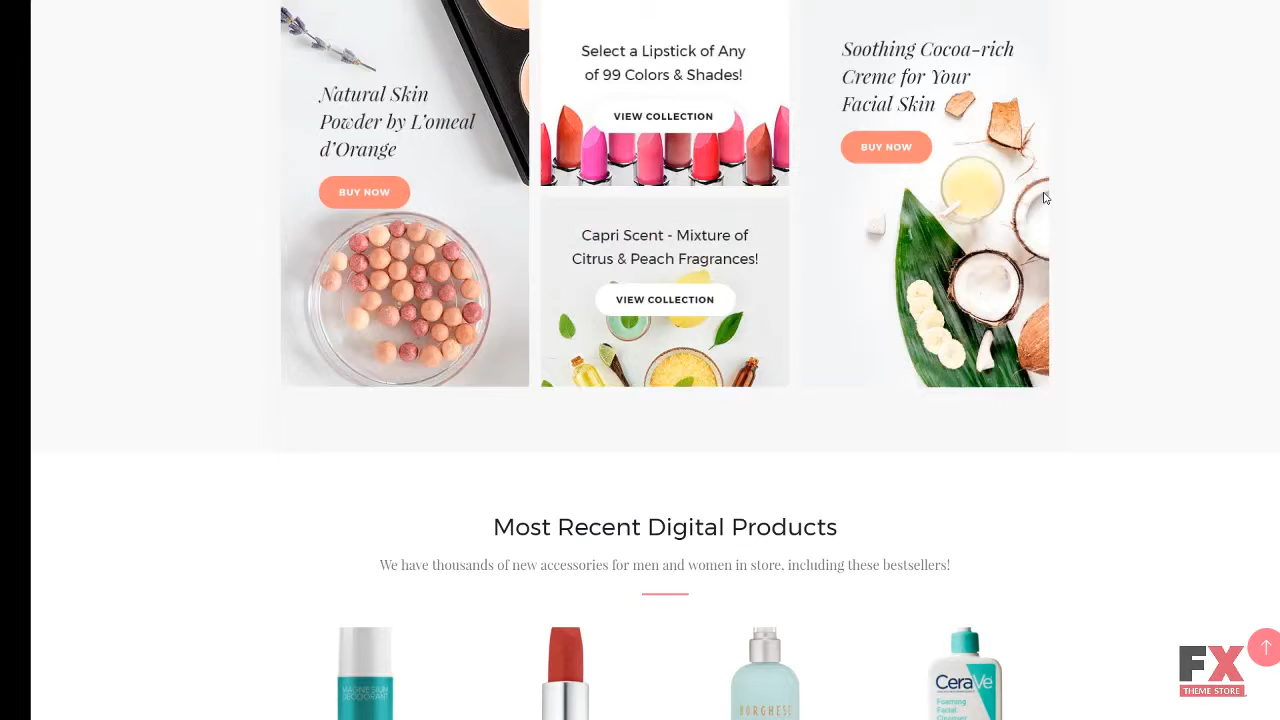 Natural Skin
Powder by L'omeal
d'Orange
BUY NOW
Select a Lipstick of Any
of 99 Colors & Shades!
VIEW COLLECTION
Capri Scent - Mixture of
Citrus & Peach Fragrances!
VIEW COLLECTION
Soothing Cocoa-rich
Creme for Your
Facial Skin
BUY NOW
Most Recent Digital Products
We have thousands of new accessories for men and women in store, including these bestsellers!
MAGNESIUM
DEODORANT
BORGHESE
CeraVe
Foaming
Facial
Cleanser
FX
THEME STORE